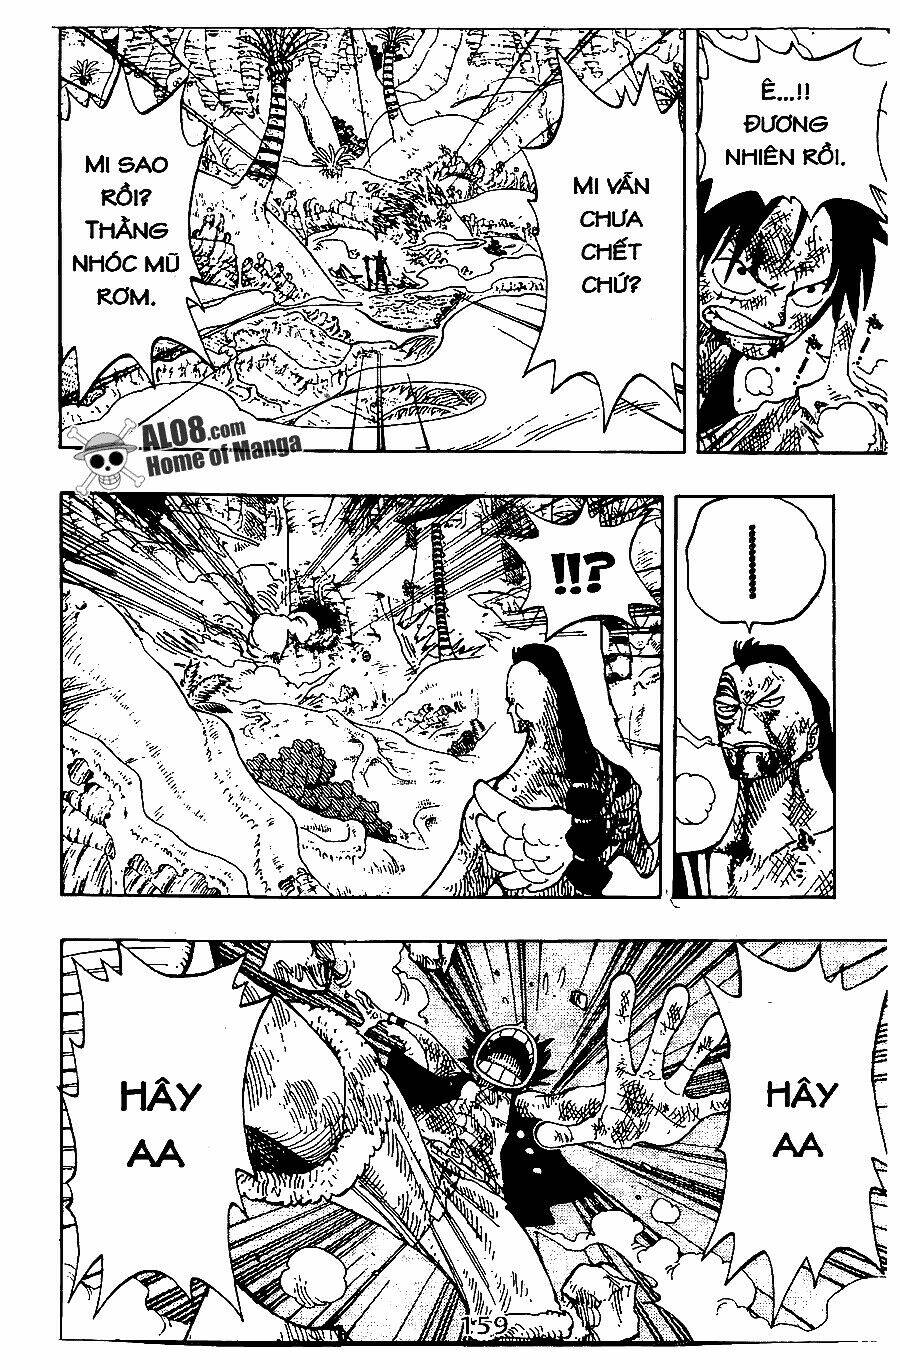 Ê...!!
ĐƯƠNG
NHIÊN RỒI.
MI VẪN
CHƯA
CHẾT
CHỨ?
MI SAO
RỒI?
THẰNG
NHÓC MŨ
RƠM.
AL08.com
Home of Manga
!!?
HÂY
AA
HÂY
AA
159